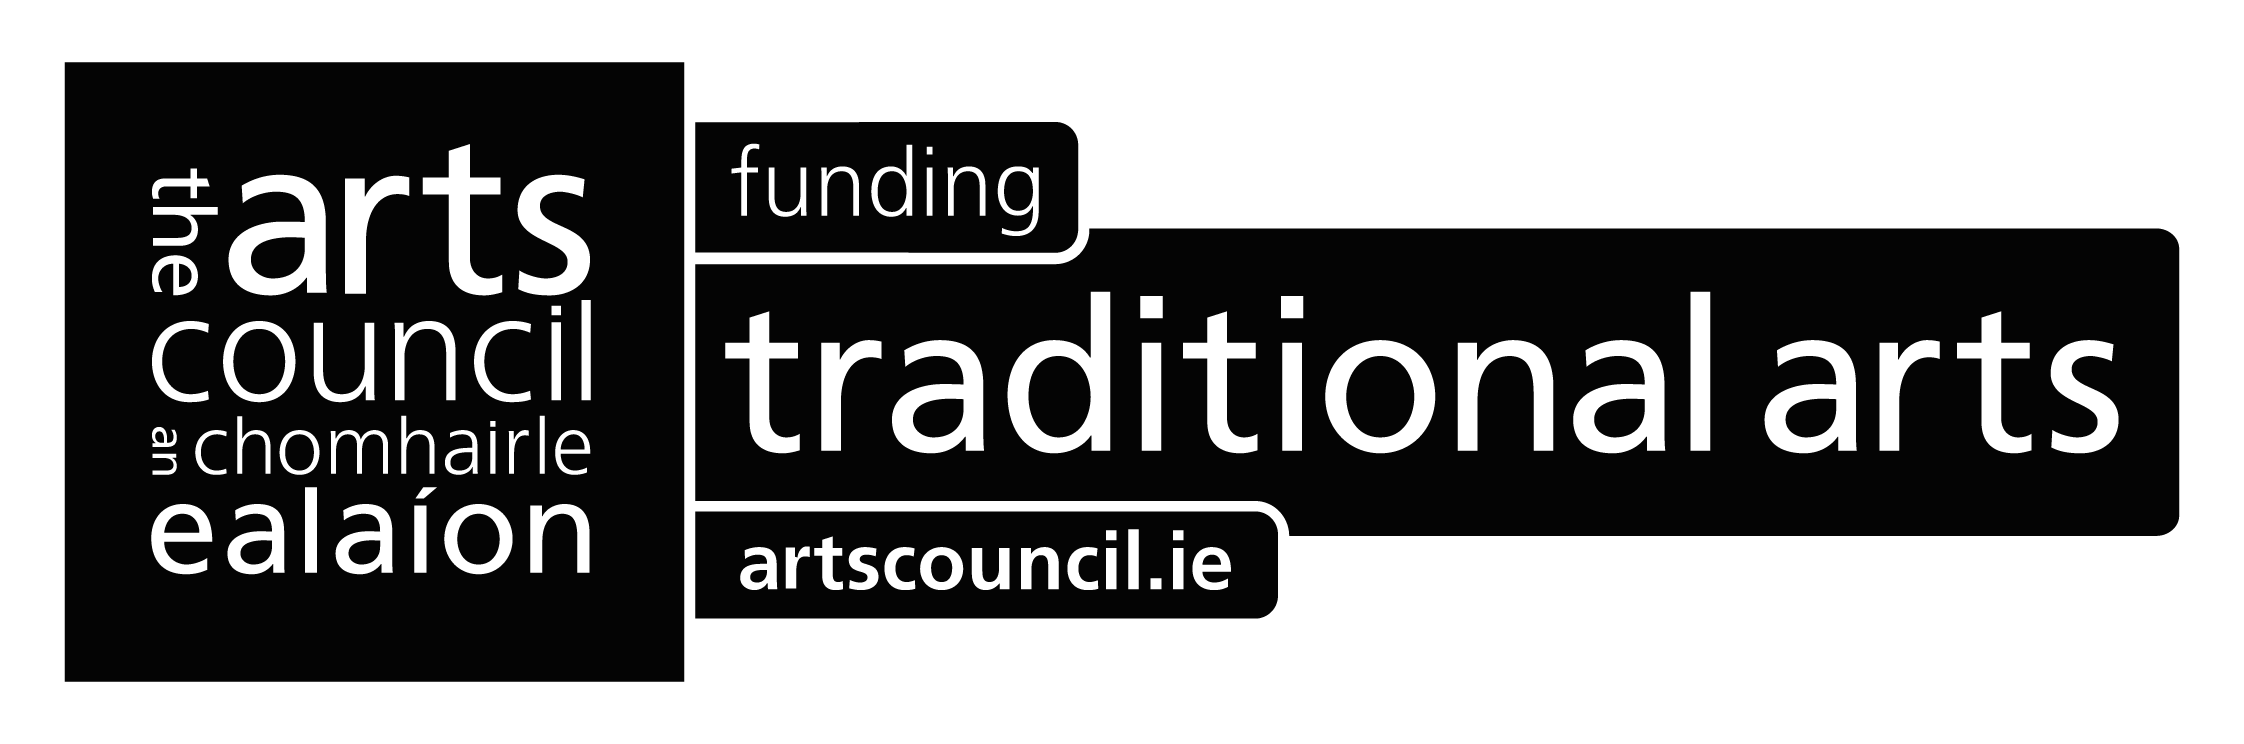 the arts
council
an chomhairle
ealaíon
funding
traditional arts
artscouncil.ie